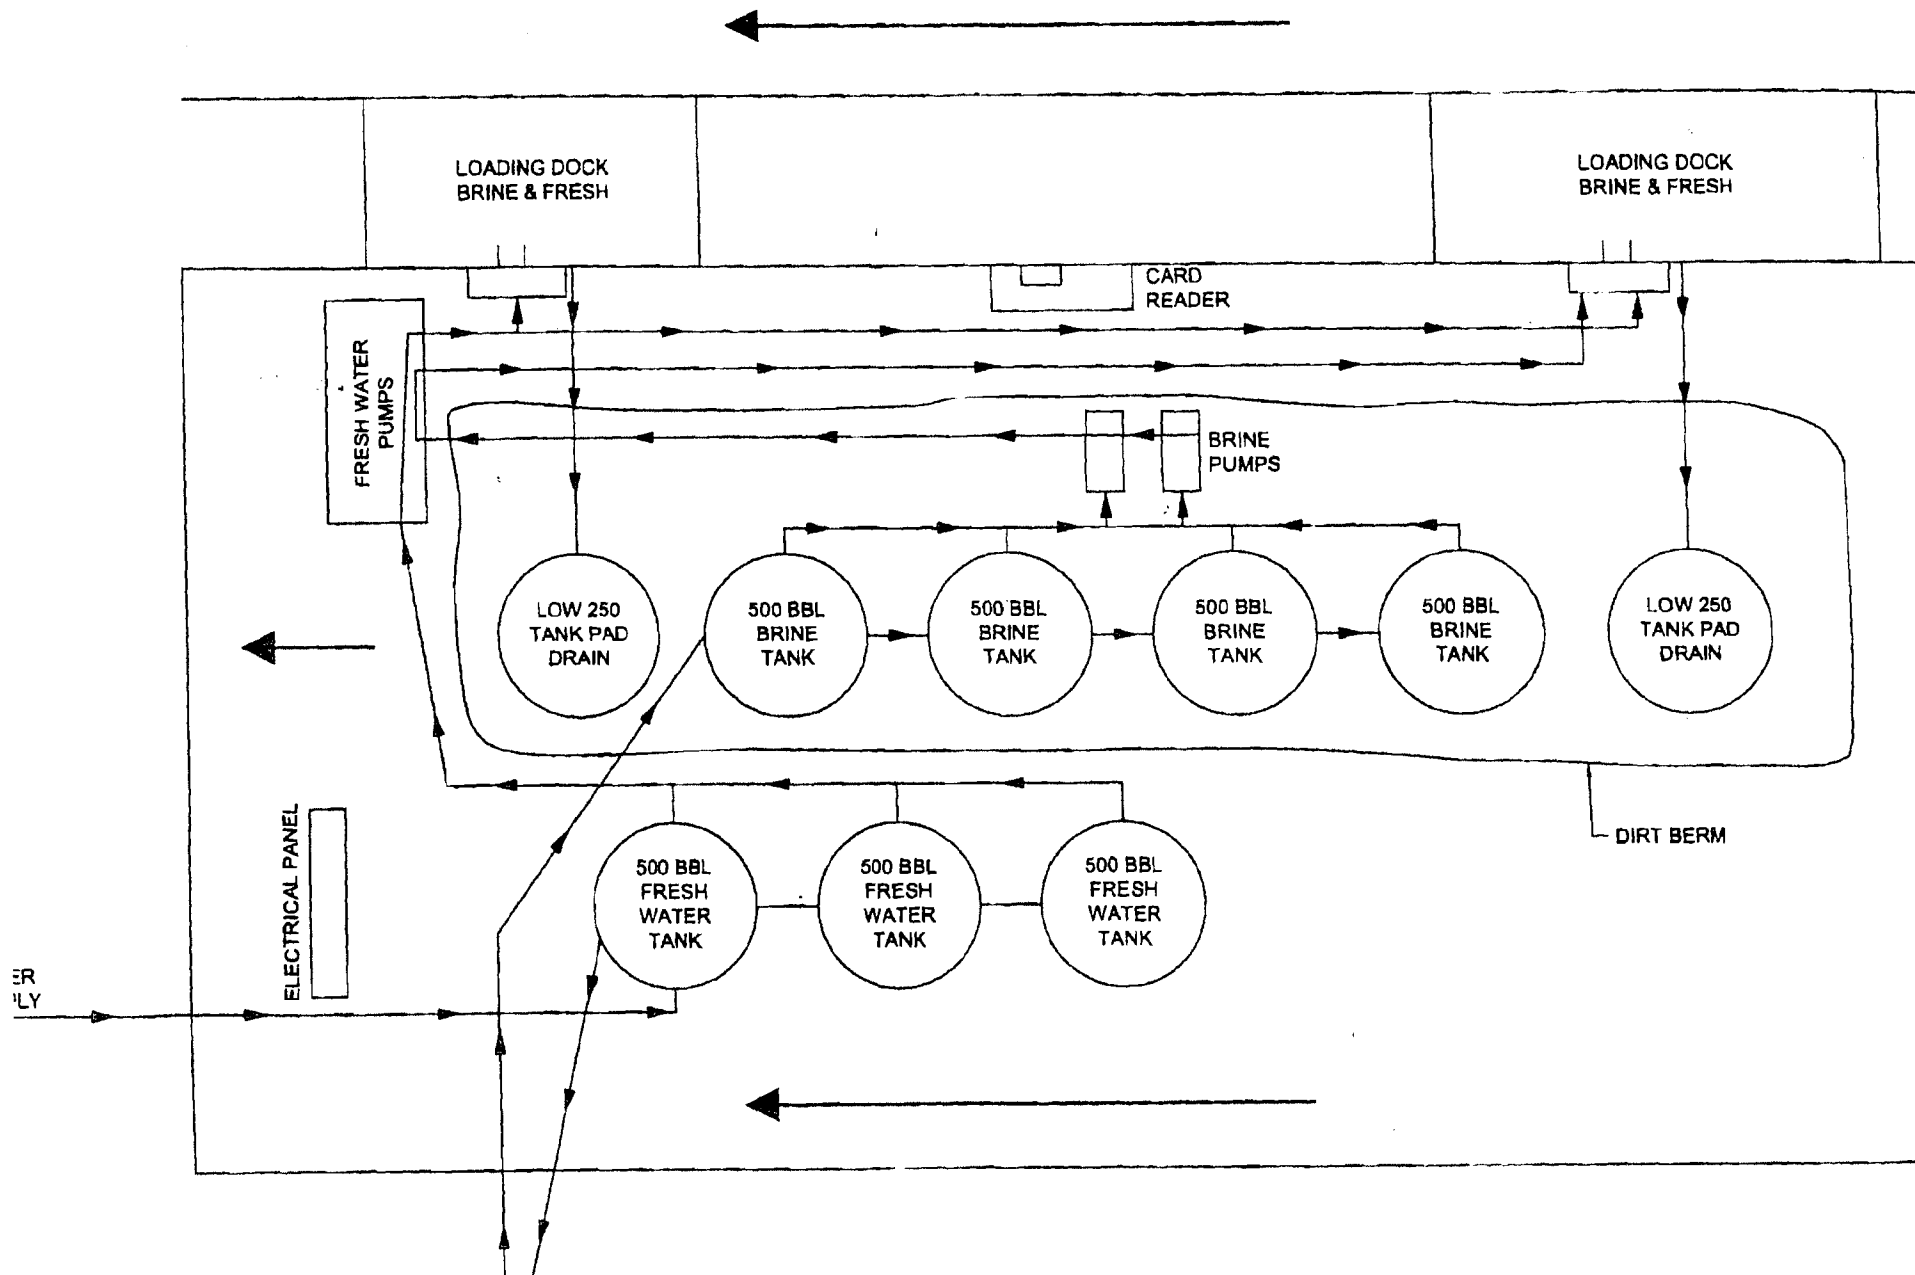 LOADING DOCK
BRINE & FRESH
LOADING DOCK
BRINE & FRESH
CARD
READER
FRESH WATER
PUMPS
BRINE
PUMPS
LOW 250
TANK PAD
DRAIN
500 BBL
BRINE
TANK
500 BBL
BRINE
TANK
500 BBL
BRINE
TANK
500 BBL
BRINE
TANK
LOW 250
TANK PAD
DRAIN
DIRT BERM
ELECTRICAL PANEL
500 BBL
FRESH
WATER
TANK
500 BBL
FRESH
WATER
TANK
500 BBL
FRESH
WATER
TANK
ER
LY